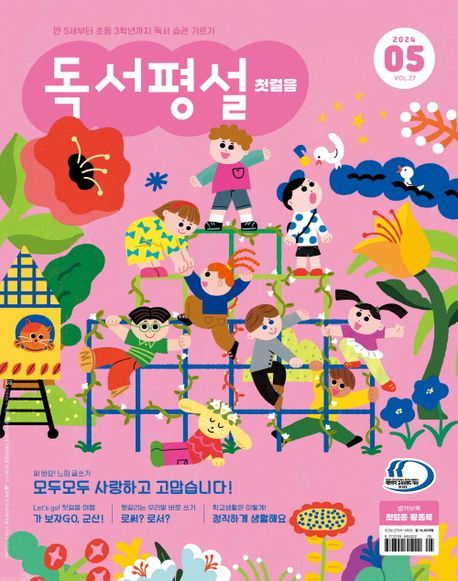 만 5세부터 초등 3학년까지 독서 습관 기르기
독서평설 첫걸음
2024
05
VOL.27
써 봐요! 느낌 글쓰기
모두모두 사랑하고 고맙습니다!
Let's go! 첫걸음 여행
가 보자GO, 군산!
헷갈리는 우리말 바로 쓰기
로써? 로서?
학교생활은 이렇게!
정직하게 생활해요
별책부록
첫걸음 활동북
05